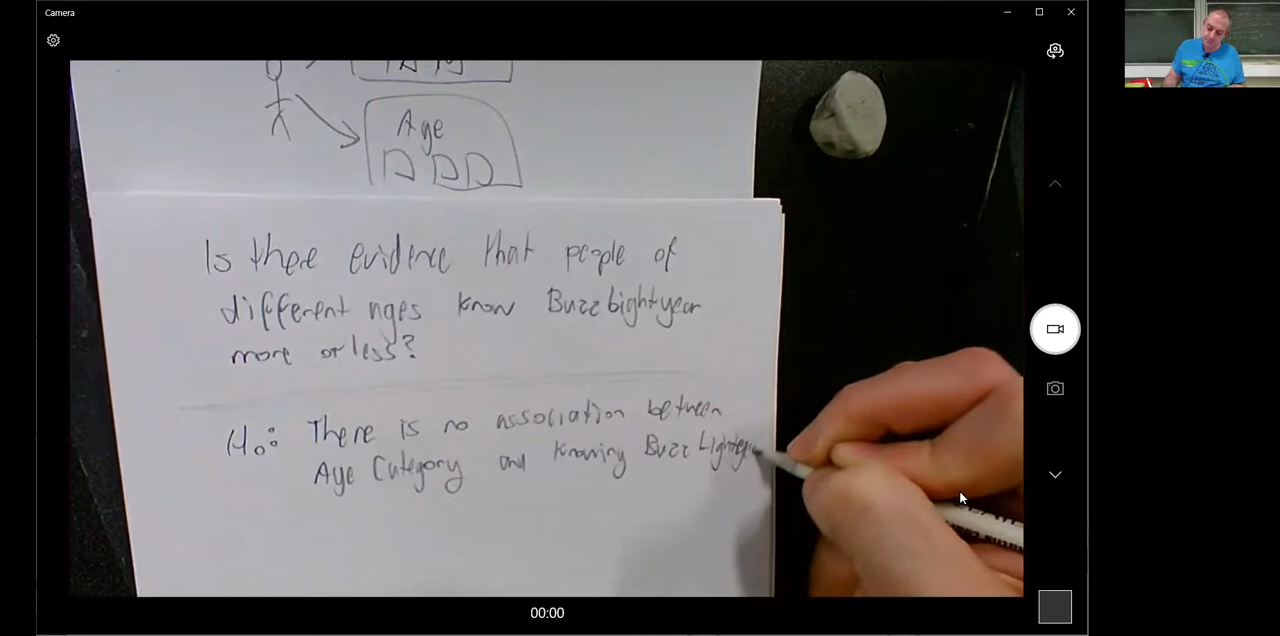 Camera
Age
Is there evidence that people of
different ages know Buzz Lightyear
more or less?
H₀: There is no association between
Age Category and knowing Buzz Lightye
00:00